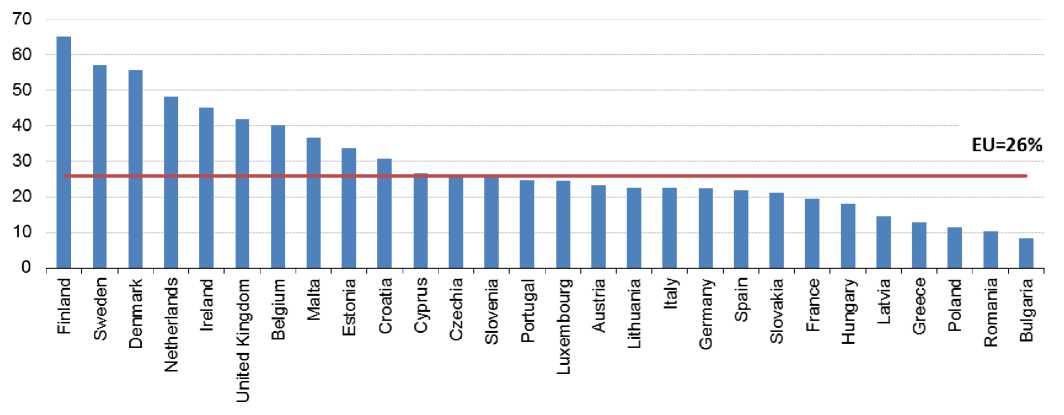 70
60
50
40
30
20
10
0
EU=26%
Finland
Sweden
Denmark
Netherlands
Ireland
United Kingdom
Belgium
Malta
Estonia
Croatia
Cyprus
Czechia
Slovenia
Portugal
Luxembourg
Austria
Lithuania
Italy
Germany
Spain
Slovakia
France
Hungary
Latvia
Greece
Poland
Romania
Bulgaria